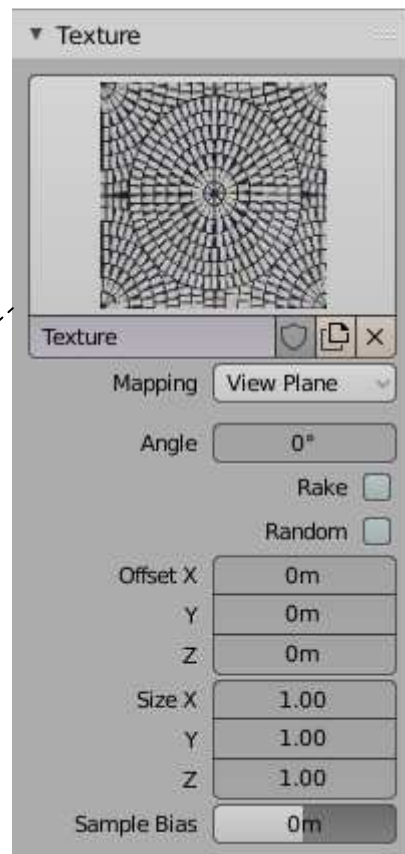 Texture
Texture
Mapping View Plane
Angle 0°
Rake
Random
Offset X 0m
Y 0m
Z 0m
Size X 1.00
Y 1.00
Z 1.00
Sample Bias 0m